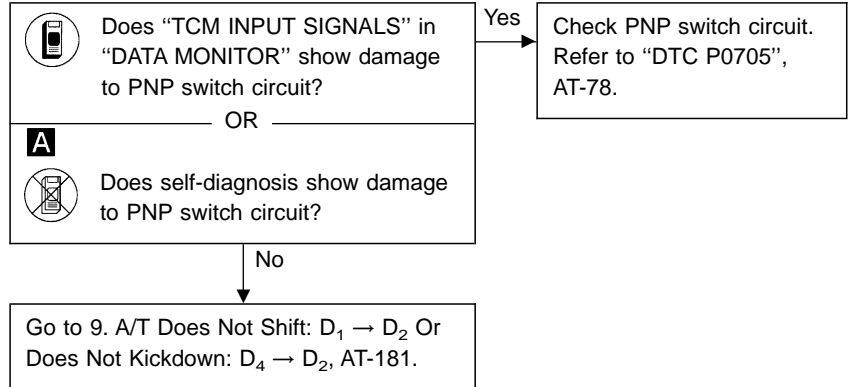 Does “TCM INPUT SIGNALS” in
“DATA MONITOR” show damage
to PNP switch circuit?
Yes
Check PNP switch circuit.
Refer to “DTC P0705”,
AT-78.
OR
A
Does self-diagnosis show damage
to PNP switch circuit?
No
Go to 9. A/T Does Not Shift: D₁ → D₂ Or
Does Not Kickdown: D₄ → D₂, AT-181.